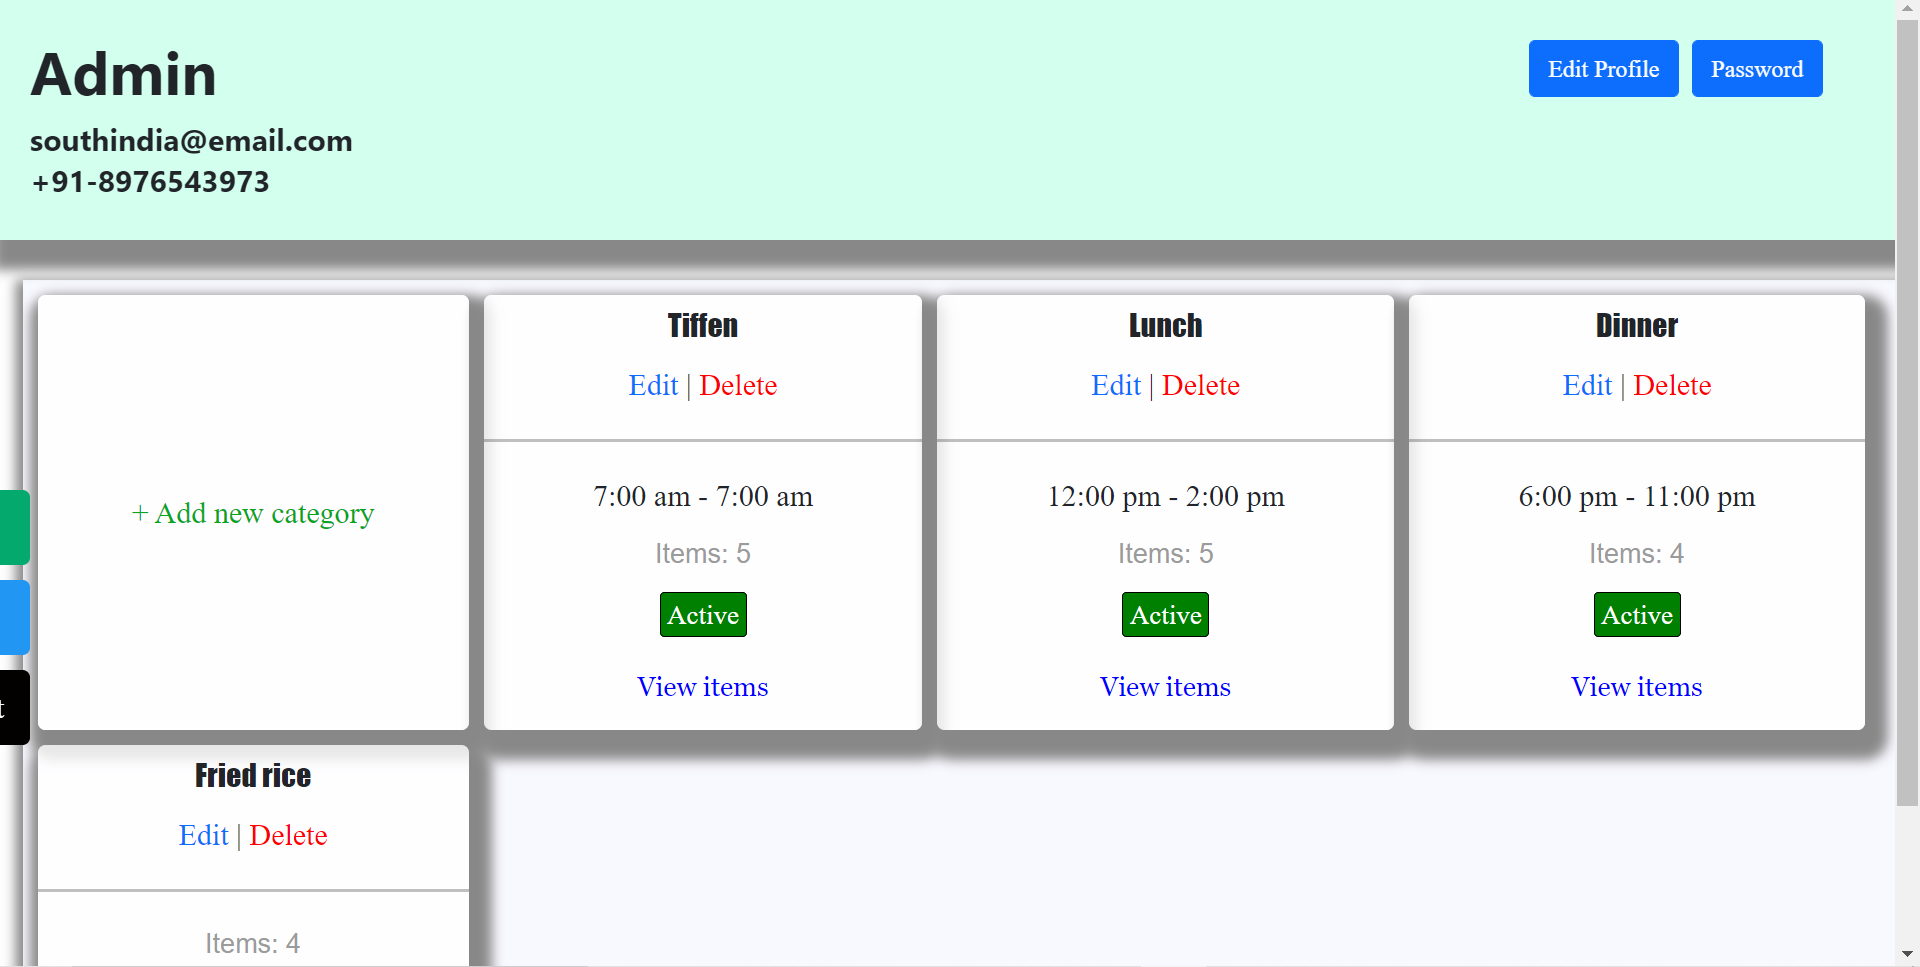 Admin
Edit Profile
Password
southindia@email.com
+91-8976543973
+ Add new category
Tiffen
Edit | Delete
7:00 am - 7:00 am
Items: 5
Active
View items
Lunch
Edit | Delete
12:00 pm - 2:00 pm
Items: 5
Active
View items
Dinner
Edit | Delete
6:00 pm - 11:00 pm
Items: 4
Active
View items
t
Fried rice
Edit | Delete
Items: 4